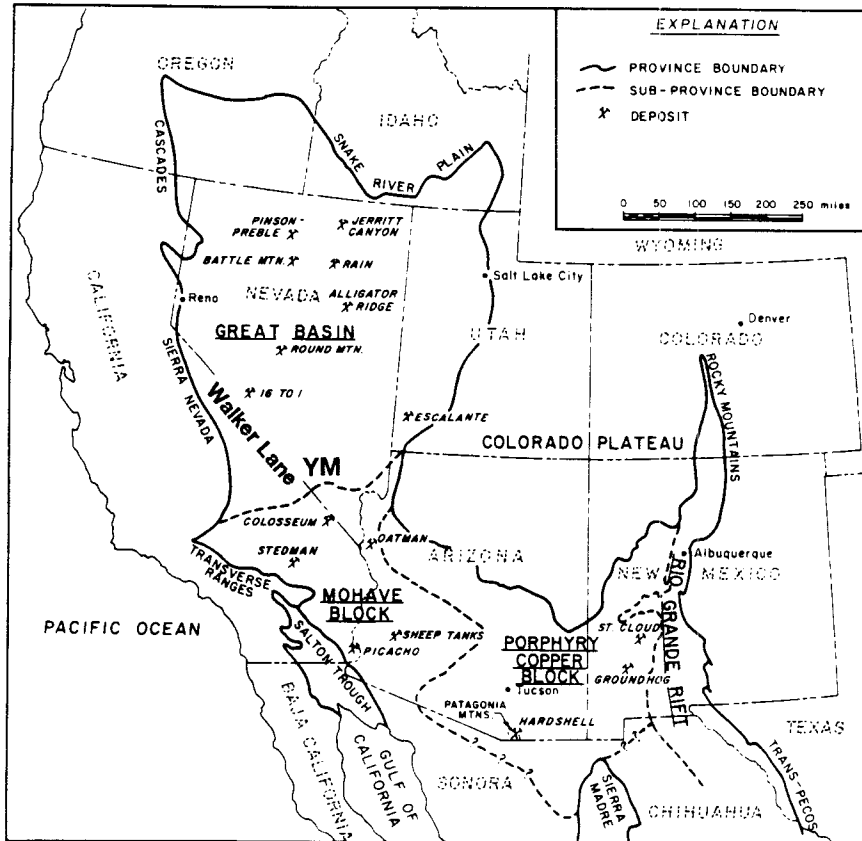 EXPLANATION
PROVINCE BOUNDARY
SUB-PROVINCE BOUNDARY
DEPOSIT
0 50 100 150 200 250 miles
OREGON
IDAHO
CASCADES
SNAKE
RIVER
PLAIN
WYOMING
PINSON-
PREBLE
JERRITT
CANYON
BATTLE MTN.
RAIN
Salt Lake City
Reno
NEVADA
ALLIGATOR
RIDGE
CALIFORNIA
GREAT BASIN
UTAH
Denver
COLORADO
ROUND MTN.
SIERRA NEVADA
ROCKY MOUNTAINS
16 TO 1
Walker Lane
ESCALANTE
COLORADO PLATEAU
YM
COLOSSEUM
OATMAN
STEDMAN
ARIZONA
Albuquerque
NEW MEXICO
TRANSVERSE
RANGES
MOHAVE
BLOCK
RIO GRANDE RIFT
PACIFIC OCEAN
SALTON TROUGH
SHEEP TANKS
PICACHO
PORPHYRY
COPPER
BLOCK
ST. CLOUD
GROUNDHOG
Tucson
PATAGONIA
MTNS.
HARDSHELL
BAJA CALIFORNIA
GULF OF
CALIFORNIA
TEXAS
SONORA
? ? ? ?
SIERRA
MADRE
CHIHUAHUA
TRANS-PECOS